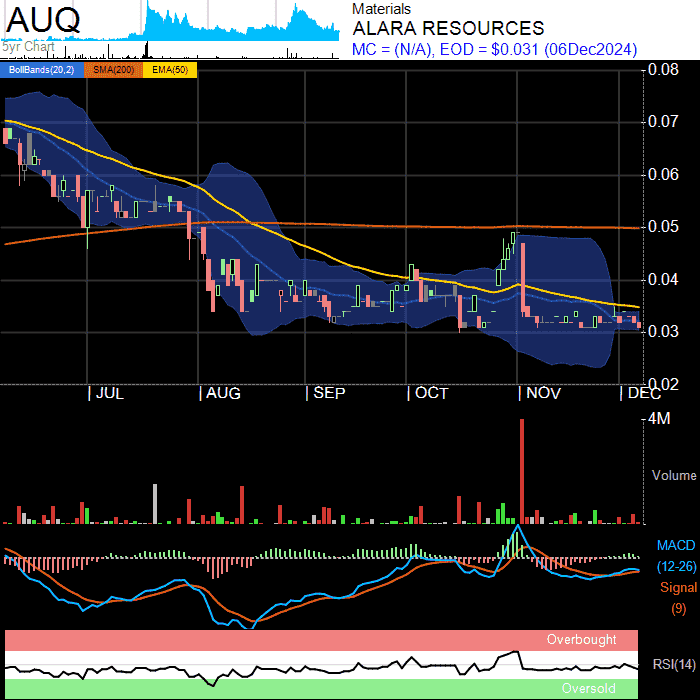 AUQ
5yr Chart
Materials
ALARA RESOURCES
MC = (N/A), EOD = $0.031 (06Dec2024)
BollBands(20,2) SMA(200) EMA(50)
0.08
0.07
0.06
0.05
0.04
0.03
0.02
JUL AUG SEP OCT NOV DEC
4M
Volume
MACD
(12-26)
Signal
(9)
Overbought
RSI(14)
Oversold